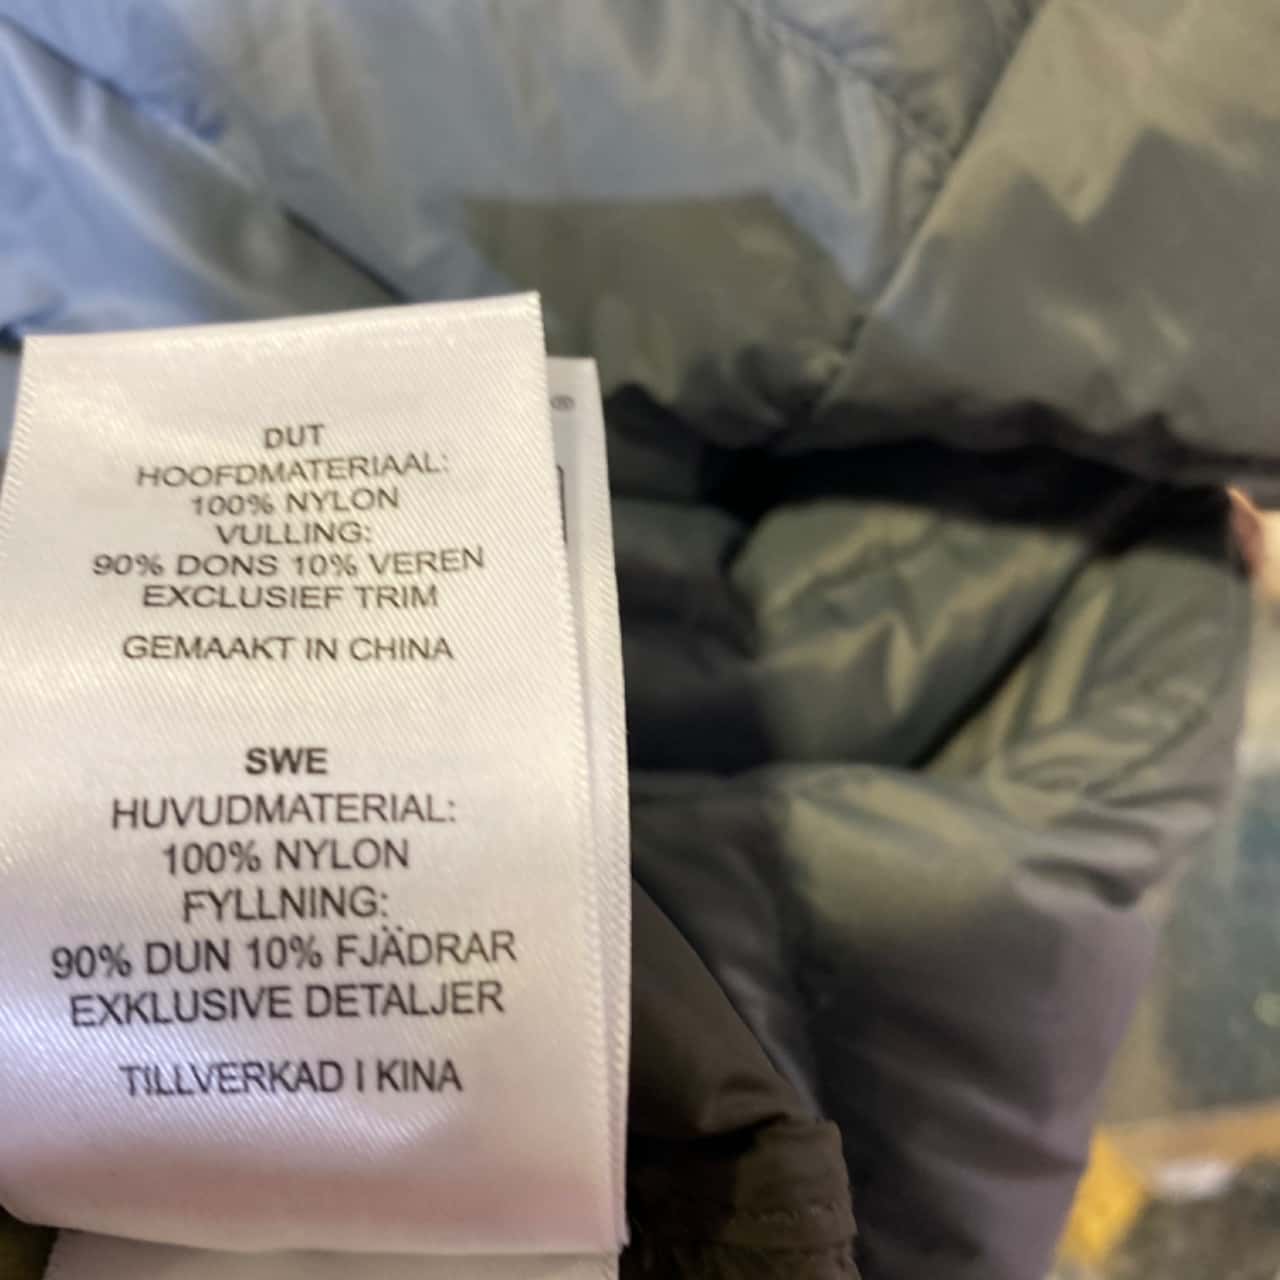 DUT
HOOFDMATERIAAL:
100% NYLON
VULLING:
90% DONS 10% VEREN
EXCLUSIEF TRIM
GEMAAKT IN CHINA
SWE
HUVUDMATERIAL:
100% NYLON
FYLLNING:
90% DUN 10% FJÄDRAR
EXKLUSIVE DETALJER
TILLVERKAD I KINA
®